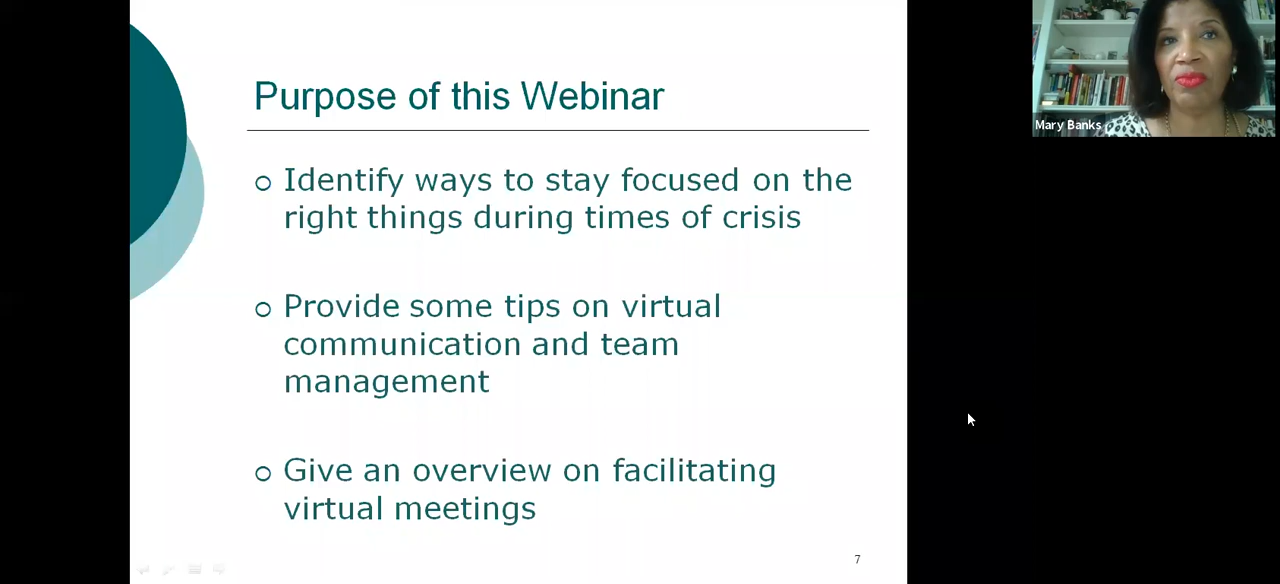 Purpose of this Webinar
Identify ways to stay focused on the
right things during times of crisis
Provide some tips on virtual
communication and team
management
Give an overview on facilitating
virtual meetings
7
Mary Banks